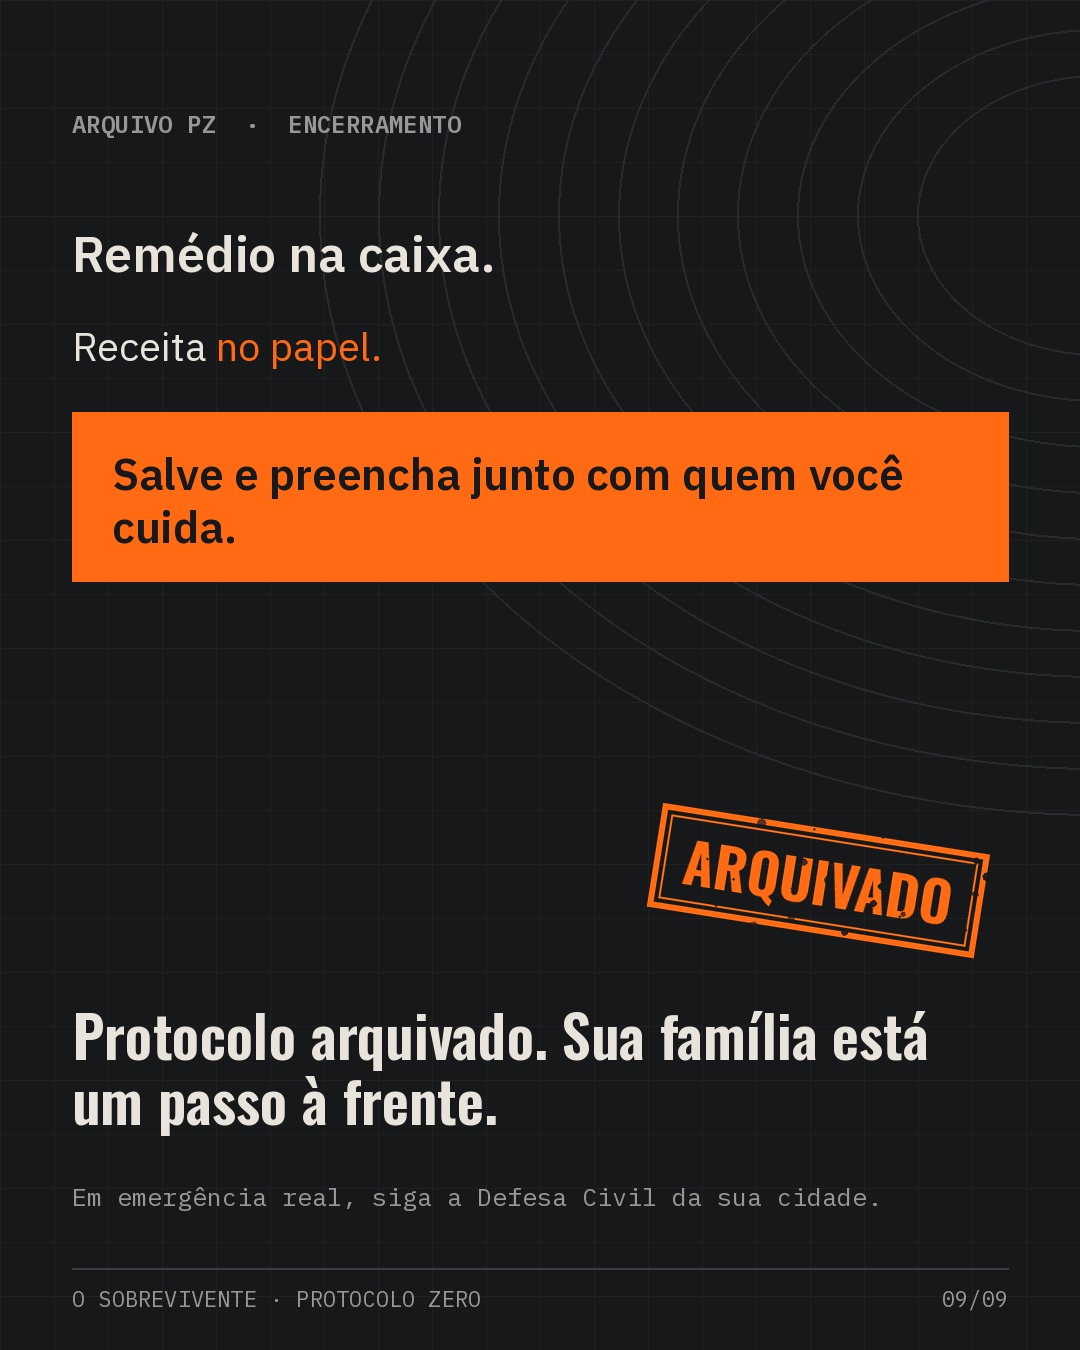 ARQUIVO PZ · ENCERRAMENTO
Remédio na caixa.
Receita no papel.
Salve e preencha junto com quem você
cuida.
ARQUIVADO
Protocolo arquivado. Sua família está
um passo à frente.
Em emergência real, siga a Defesa Civil da sua cidade.
O SOBREVIVENTE · PROTOCOLO ZERO
09/09